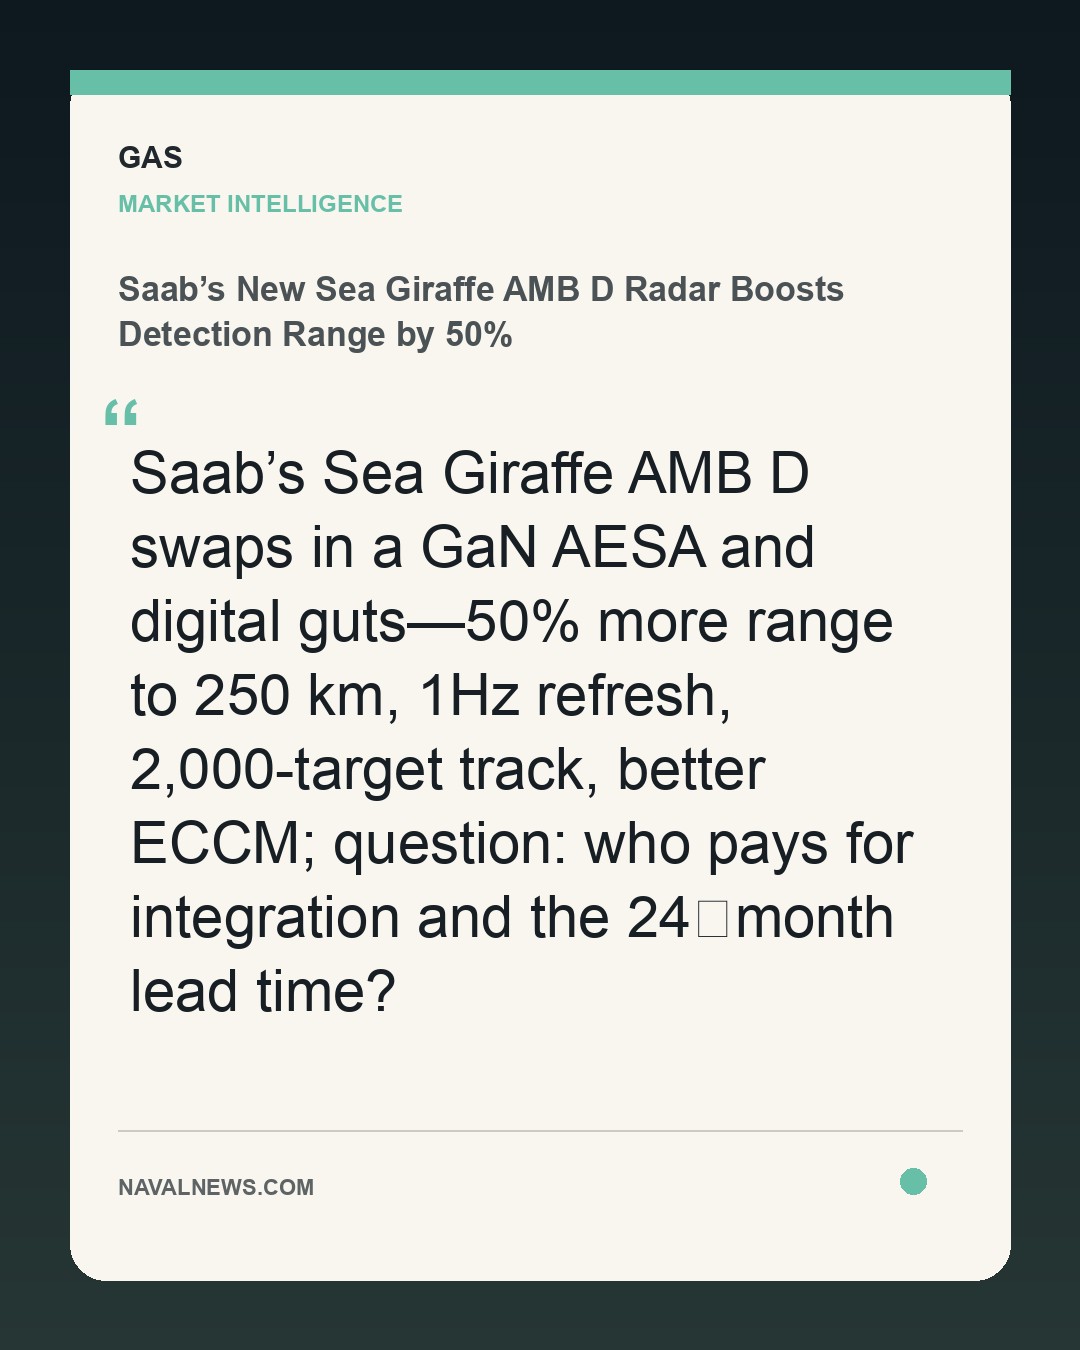 GAS
MARKET INTELLIGENCE
Saab’s New Sea Giraffe AMB D Radar Boosts
Detection Range by 50%
“
Saab’s Sea Giraffe AMB D
swaps in a GaN AESA and
digital guts—50% more range
to 250 km, 1Hz refresh,
2,000-target track, better
ECCM; question: who pays for
integration and the 24□month
lead time?
NAVALNEWS.COM